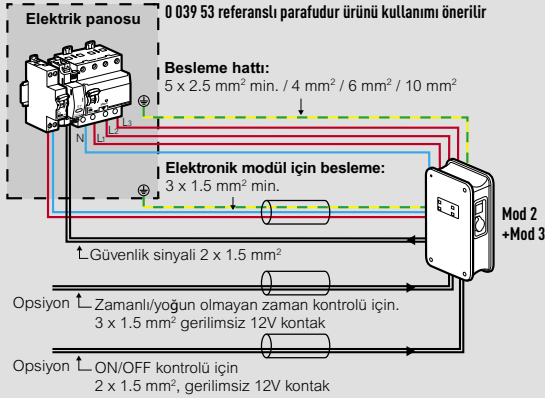 0 039 53 referanslı parafudur ürünü kullanımı önerilir
Elektrik panosu
Besleme hattı:
5 x 2.5 mm² min. / 4 mm² / 6 mm² / 10 mm²
L3
L2
L1
N
Elektronik modül için besleme:
3 x 1.5 mm² min.
Mod 2
+Mod 3
Güvenlik sinyali 2 x 1.5 mm²
Opsiyon
Zamanlı/yoğun olmayan zaman kontrolü için.
3 x 1.5 mm² gerilimsiz 12V kontak
Opsiyon
ON/OFF kontrolü için
2 x 1.5 mm², gerilimsiz 12V kontak